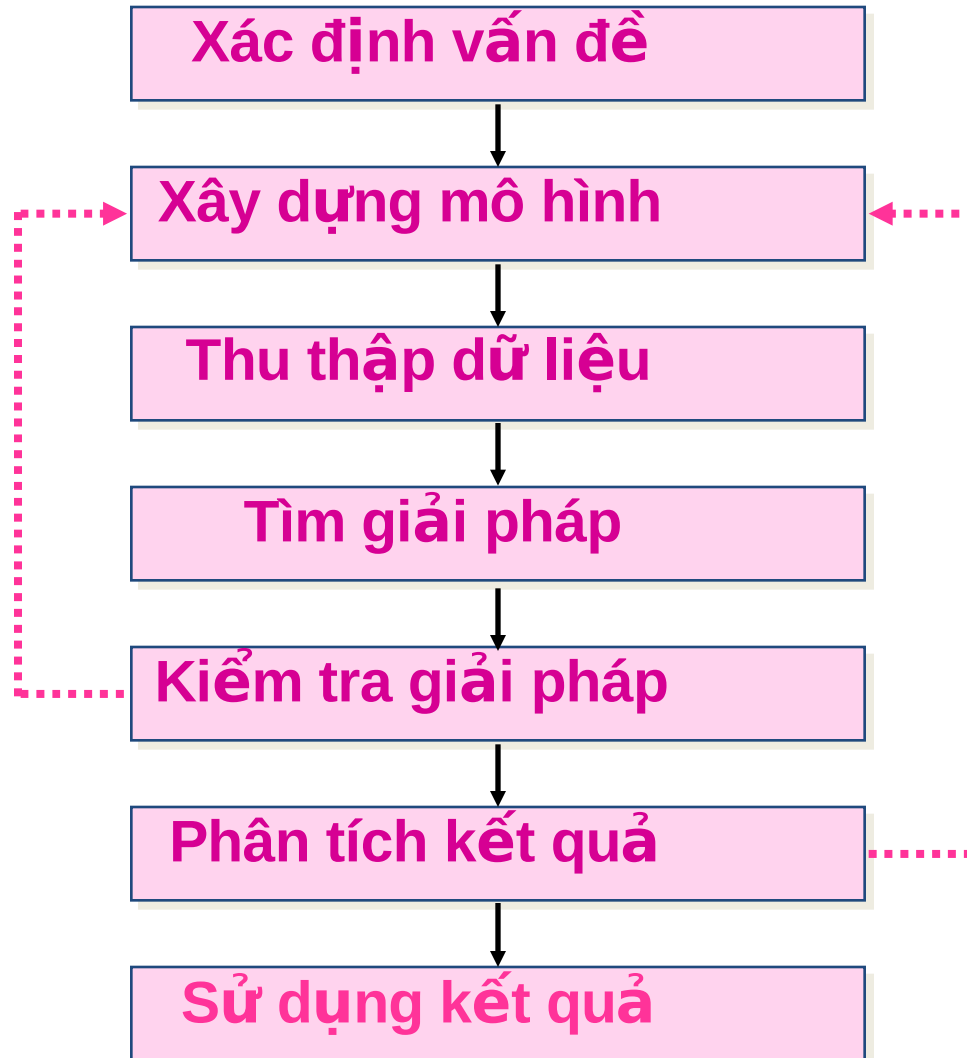 Xác định vấn đề
Xây dựng mô hình
Thu thập dữ liệu
Tìm giải pháp
Kiểm tra giải pháp
Phân tích kết quả
Sử dụng kết quả